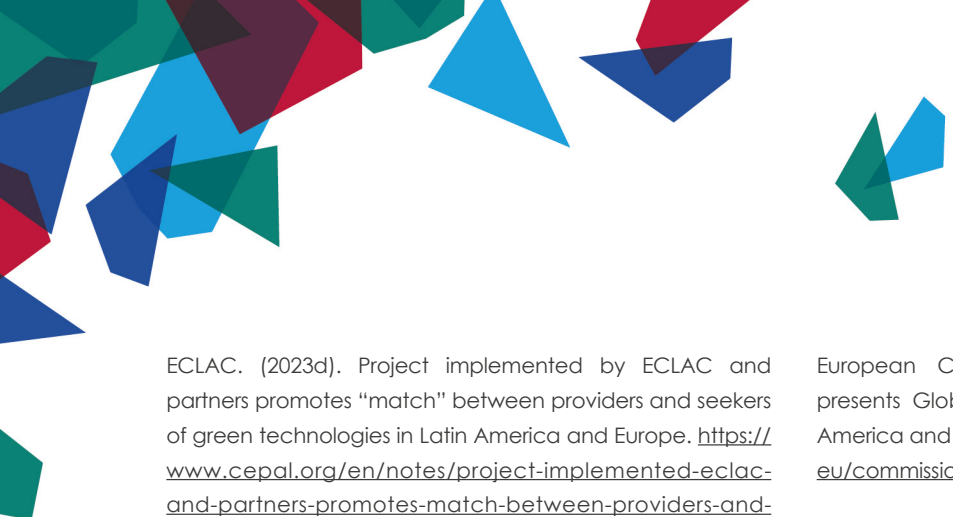 ECLAC. (2023d). Project implemented by ECLAC and
partners promotes “match” between providers and seekers
of green technologies in Latin America and Europe. https://
www.cepal.org/en/notes/project-implemented-eclac-
and-partners-promotes-match-between-providers-and-
European
presents
America and